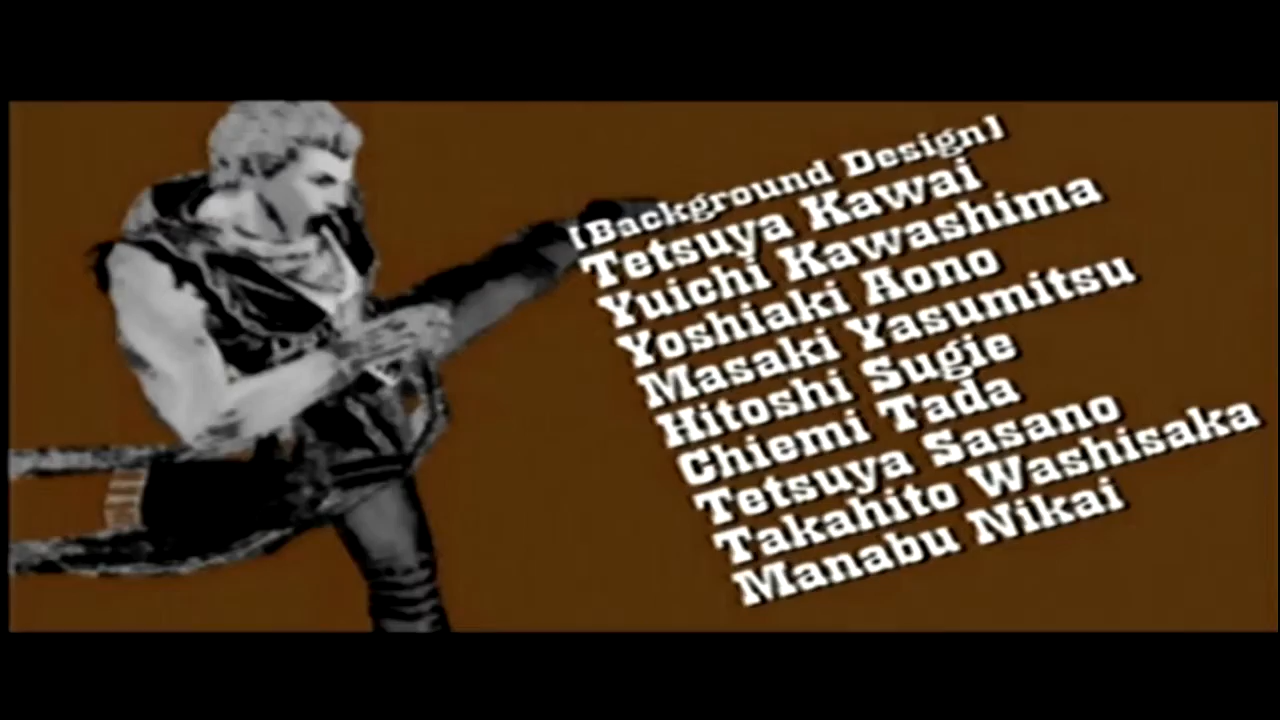 [Background Design]
Tetsuya Kawai
Yuichi Kawashima
Yoshiaki Aono
Masaki Yasumitsu
Hitoshi Sugie
Chiemi Tada
Tetsuya Sasano
Takahito Washisaka
Manabu Nikai